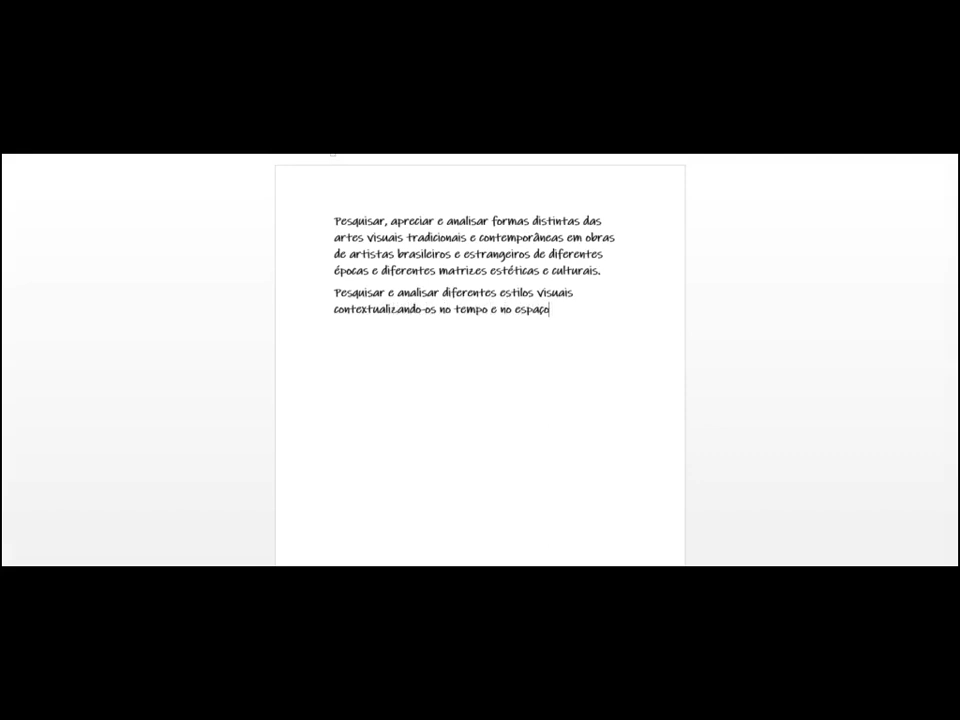 Pesquisar, apreciar e analisar formas distintas das
artes visuais tradicionais e contemporâneas em obras
de artistas brasileiros e estrangeiros de diferentes
épocas e diferentes matrizes estéticas e culturais.
Pesquisar e analisar diferentes estilos visuais
contextualizando-os no tempo e no espaço